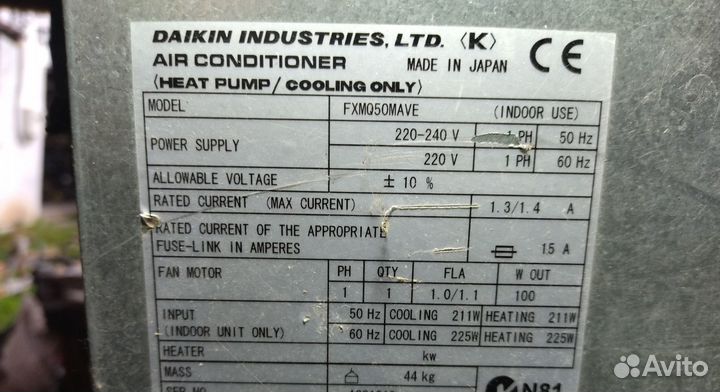 DAIKIN INDUSTRIES, LTD. 〈K〉 CE
AIR CONDITIONER MADE IN JAPAN
〈HEAT PUMP/COOLING ONLY〉
MODEL FXMQ50MAVE (INDOOR USE)
POWER SUPPLY 220-240 V 1 PH 50 Hz
220 V 1 PH 60 Hz
ALLOWABLE VOLTAGE ± 10 %
RATED CURRENT (MAX CURRENT) 1.3/1.4 A
RATED CURRENT OF THE APPROPRIATE
FUSE-LINK IN AMPERES 15 A
FAN MOTOR PH QTY FLA W OUT
1 1 1.0/1.1 100
INPUT 50 Hz COOLING 211W HEATING 211W
(INDOOR UNIT ONLY) 60 Hz COOLING 225W HEATING 225W
HEATER kw
MASS 44 kg
SER NO N81
Avito